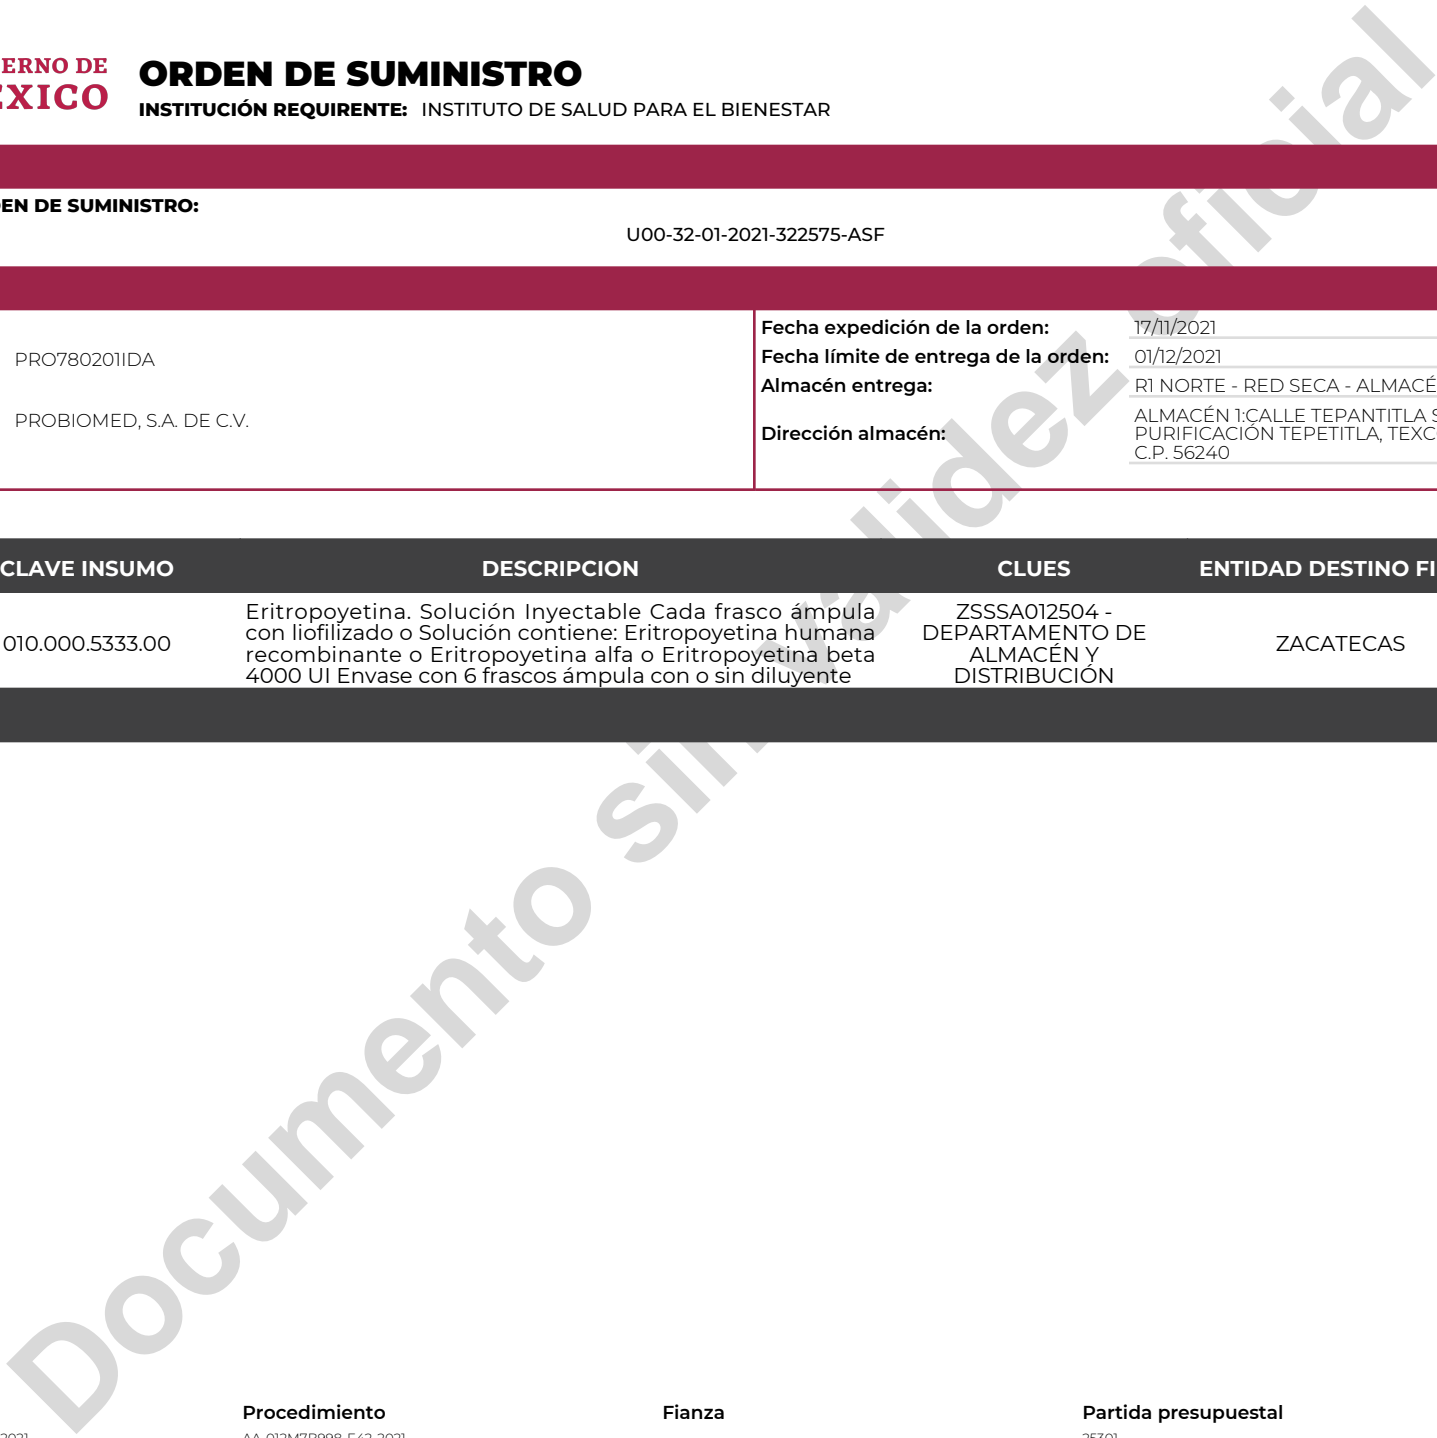 ERNO DE
ORDEN DE SUMINISTRO
INSTITUCIÓN REQUIRENTE: INSTITUTO DE SALUD PARA EL BIENESTAR
EN DE SUMINISTRO:
U00-32-01-2021-322575-ASF
PRO780201IDA
PROBIOMED, S.A. DE C.V.
Fecha expedición de la orden: 17/11/2021
Fecha límite de entrega de la orden: 01/12/2021
Almacén entrega: R1 NORTE - RED SECA - ALMACÉ
Dirección almacén: ALMACÉN 1:CALLE TEPANTITLA S
PURIFICACIÓN TEPETITLA, TEXC
C.P. 56240
CLAVE INSUMO DESCRIPCION CLUES ENTIDAD DESTINO FI
010.000.5333.00
Eritropoyetina. Solución Inyectable Cada frasco ámpula
con liofilizado o Solución contiene: Eritropoyetina humana
recombinante o Eritropoyetina alfa o Eritropoyetina beta
4000 UI Envase con 6 frascos ámpula con o sin diluyente
ZSSSA012504 -
DEPARTAMENTO DE
ALMACÉN Y
DISTRIBUCIÓN
ZACATECAS
Documento sin validez oficial
Procedimiento Fianza Partida presupuestal